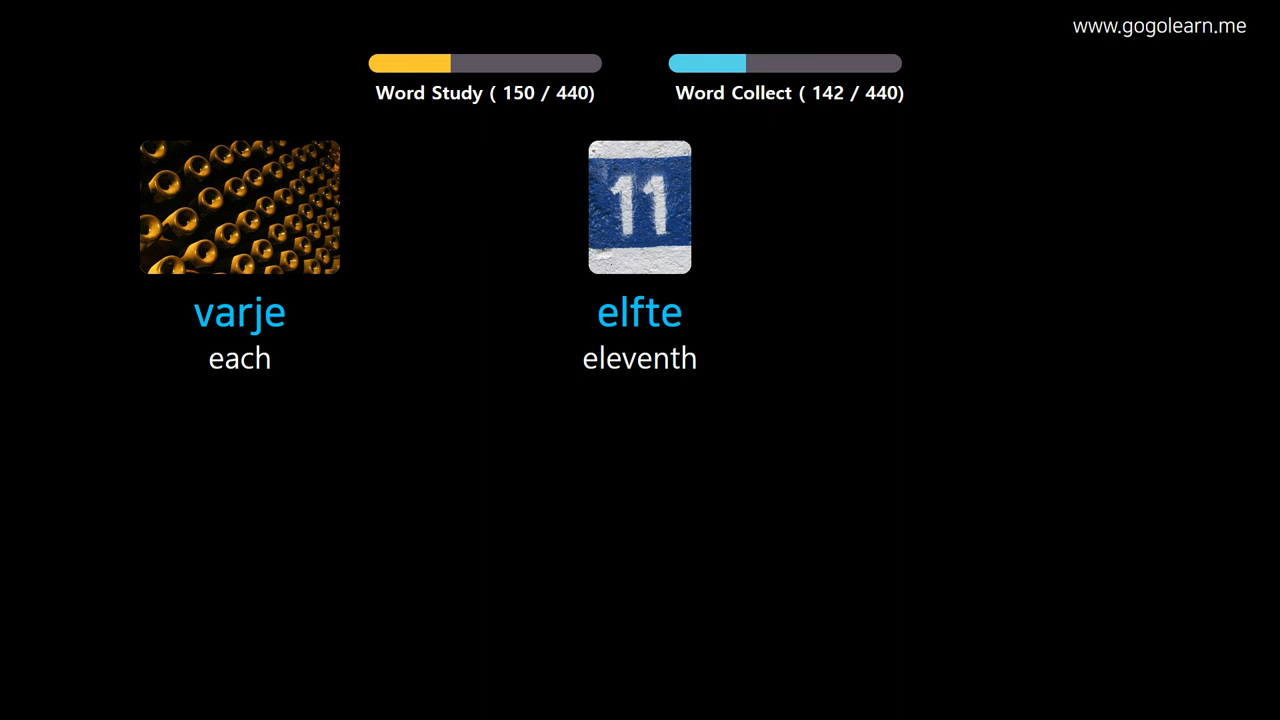 www.gogolearn.me
Word Study ( 150 / 440)
Word Collect ( 142 / 440)
11
varje
elfte
each
eleventh